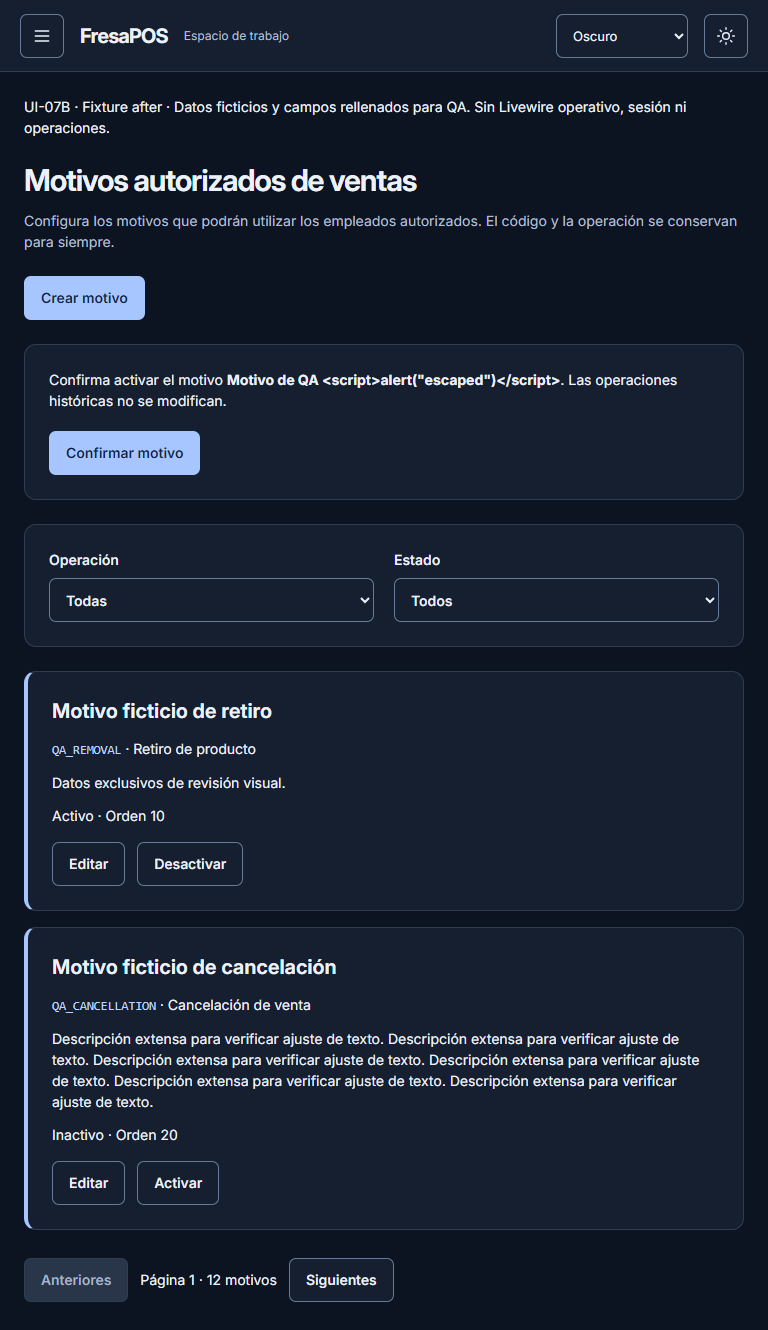 FresaPOS
Espacio de trabajo
Oscuro
UI-07B · Fixture after · Datos ficticios y campos rellenados para QA. Sin Livewire operativo, sesión ni
operaciones.
Motivos autorizados de ventas
Configura los motivos que podrán utilizar los empleados autorizados. El código y la operación se conservan
para siempre.
Crear motivo
Confirma activar el motivo Motivo de QA <script>alert("escaped")</script>. Las operaciones
históricas no se modifican.
Confirmar motivo
Operación
Estado
Todas
Todos
Motivo ficticio de retiro
QA_REMOVAL · Retiro de producto
Datos exclusivos de revisión visual.
Activo · Orden 10
Editar
Desactivar
Motivo ficticio de cancelación
QA_CANCELLATION · Cancelación de venta
Descripción extensa para verificar ajuste de texto. Descripción extensa para verificar ajuste de
texto. Descripción extensa para verificar ajuste de texto. Descripción extensa para verificar ajuste
de texto. Descripción extensa para verificar ajuste de texto. Descripción extensa para verificar
ajuste de texto.
Inactivo · Orden 20
Editar
Activar
Anteriores
Página 1 · 12 motivos
Siguientes